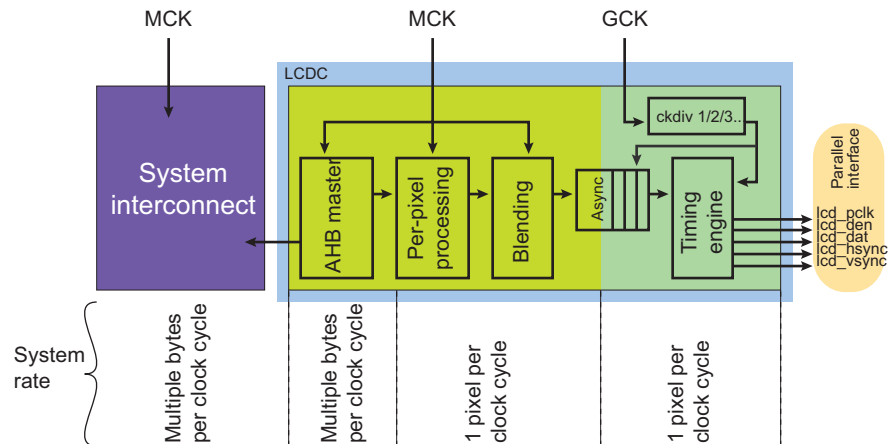 MCK
MCK
GCK
LCDC
System
interconnect
AHB master
Per-pixel
processing
Blending
Async
ckdiv 1/2/3..
Timing
engine
Parallel
interface
lcd_pclk
lcd_den
lcd_dat
lcd_hsync
lcd_vsync
System
rate
Multiple bytes
per clock cycle
Multiple bytes
per clock cycle
1 pixel per
clock cycle
1 pixel per
clock cycle